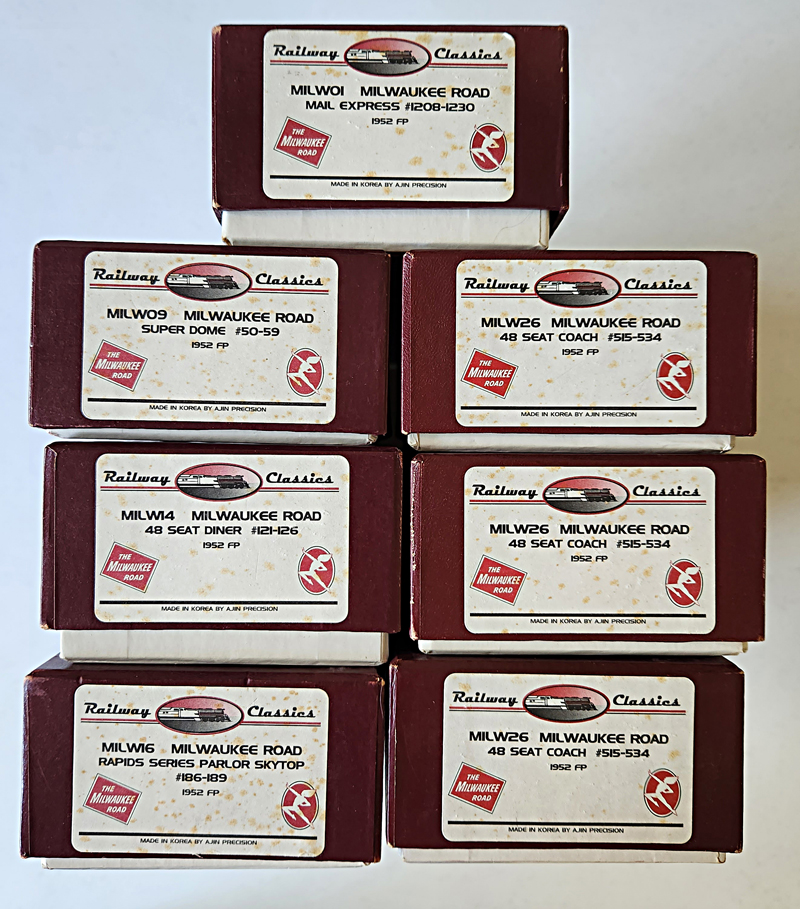 Railway Classics
MILW01 MILWAUKEE ROAD
MAIL EXPRESS #1208-1230
1952 FP
THE
MILWAUKEE
ROAD
MADE IN KOREA BY AJIN PRECISION
Railway Classics
MILW09 MILWAUKEE ROAD
SUPER DOME #50-59
1952 FP
THE
MILWAUKEE
ROAD
MADE IN KOREA BY AJIN PRECISION
Railway Classics
MILW26 MILWAUKEE ROAD
48 SEAT COACH #515-534
1952 FP
THE
MILWAUKEE
ROAD
MADE IN KOREA BY AJIN PRECISION
Railway Classics
MILW14 MILWAUKEE ROAD
48 SEAT DINER #121-126
1952 FP
THE
MILWAUKEE
ROAD
MADE IN KOREA BY AJIN PRECISION
Railway Classics
MILW26 MILWAUKEE ROAD
48 SEAT COACH #515-534
1952 FP
THE
MILWAUKEE
ROAD
MADE IN KOREA BY AJIN PRECISION
Railway Classics
MILW16 MILWAUKEE ROAD
RAPIDS SERIES PARLOR SKYTOP
#186-189
1952 FP
THE
MILWAUKEE
ROAD
MADE IN KOREA BY AJIN PRECISION
Railway Classics
MILW26 MILWAUKEE ROAD
48 SEAT COACH #515-534
1952 FP
THE
MILWAUKEE
ROAD
MADE IN KOREA BY AJIN PRECISION